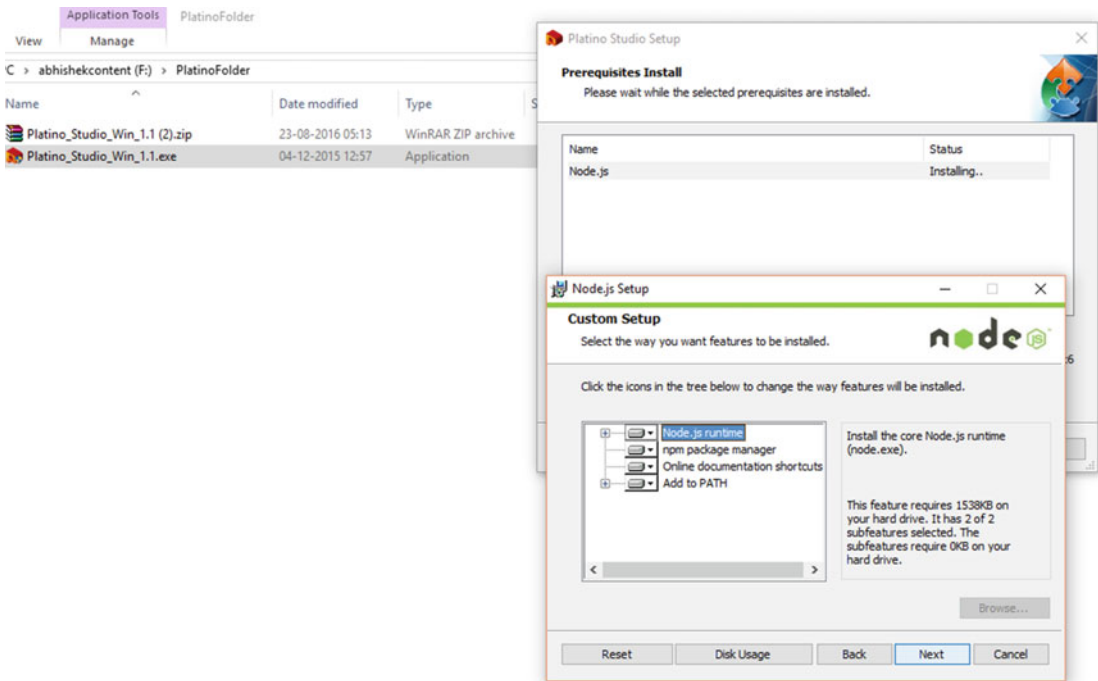 Application Tools PlatinoFolder
View Manage
PC > abhishekcontent (F:) > PlatinoFolder
Name Date modified Type S
Platino_Studio_Win_1.1 (2).zip 23-08-2016 05:13 WinRAR ZIP archive
Platino_Studio_Win_1.1.exe 04-12-2015 12:57 Application
Platino Studio Setup
Prerequisites Install
Please wait while the selected prerequisites are installed.
Name Status
Node.js Installing..
Node.js Setup
Custom Setup
Select the way you want features to be installed.
node JS
Click the icons in the tree below to change the way features will be installed.
Node.js runtime
npm package manager
Online documentation shortcuts
Add to PATH
Install the core Node.js runtime
(node.exe).
This feature requires 1538KB on
your hard drive. It has 2 of 2
subfeatures selected. The
subfeatures require 0KB on your
hard drive.
Browse...
Reset Disk Usage Back Next Cancel